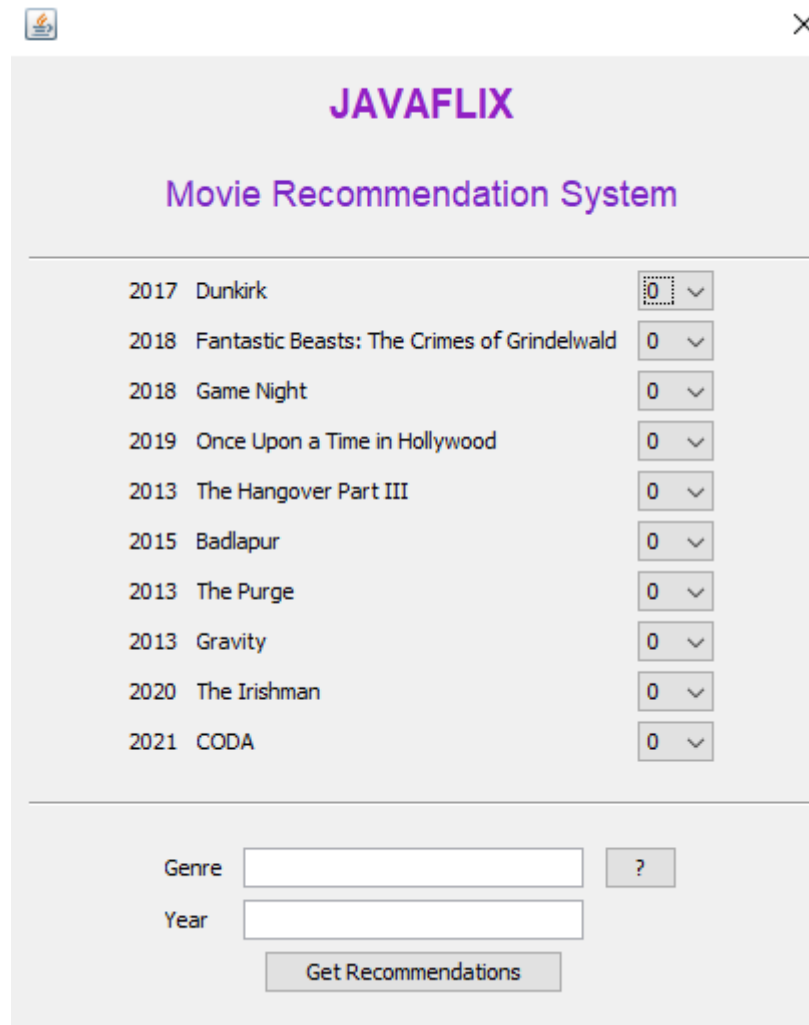 JAVAFLIX
Movie Recommendation System
2017 Dunkirk 0
2018 Fantastic Beasts: The Crimes of Grindelwald 0
2018 Game Night 0
2019 Once Upon a Time in Hollywood 0
2013 The Hangover Part III 0
2015 Badlapur 0
2013 The Purge 0
2013 Gravity 0
2020 The Irishman 0
2021 CODA 0
Genre ?
Year
Get Recommendations